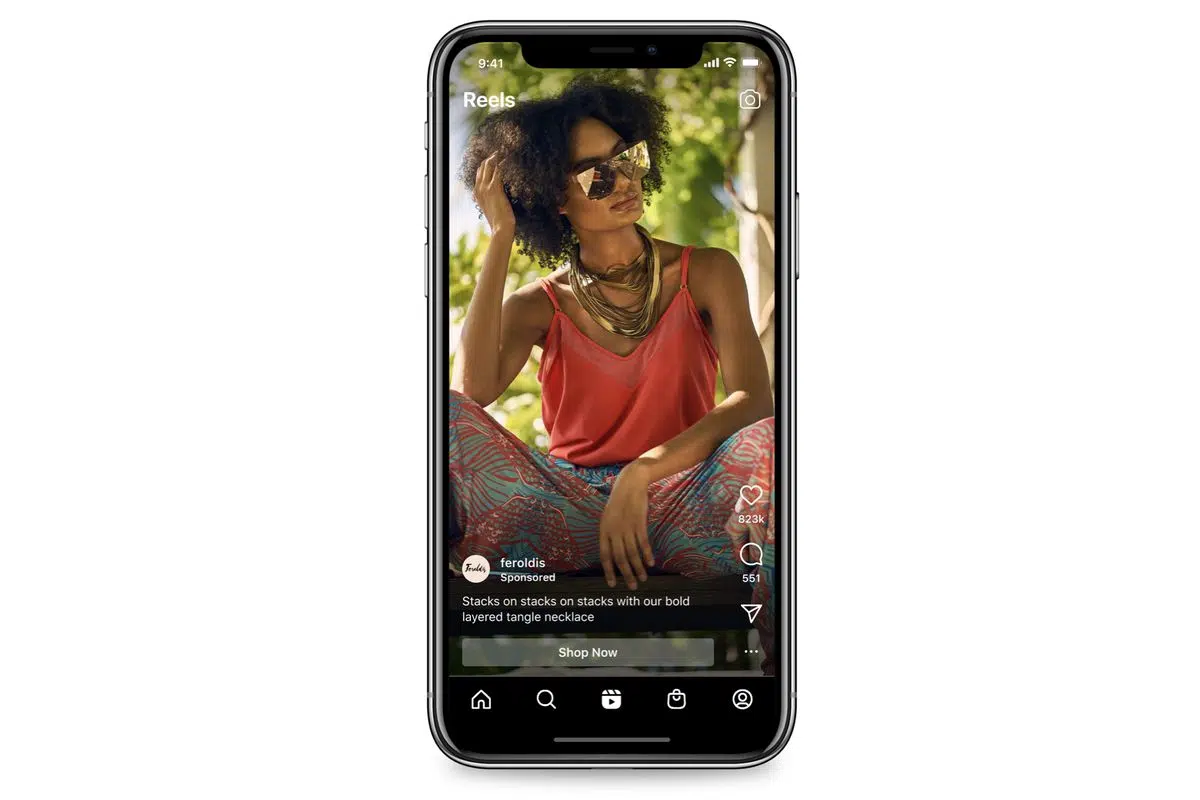 9:41
Reels
823k
551
Feroldis
feroldis
Sponsored
Stacks on stacks on stacks with our bold
layered tangle necklace
Shop Now